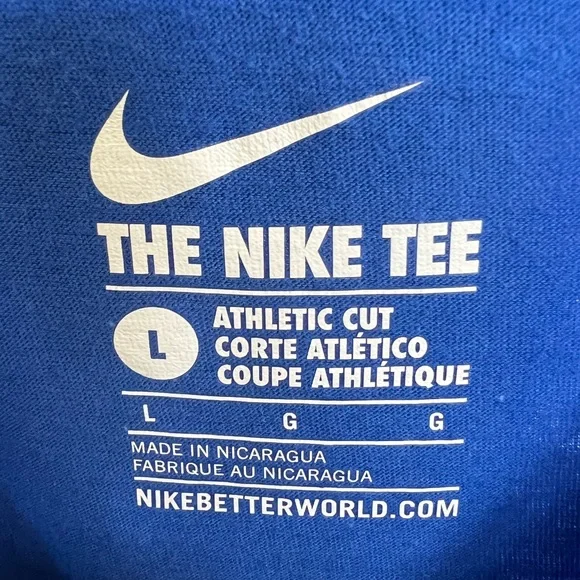 THE NIKE TEE
L
ATHLETIC CUT
CORTE ATLÉTICO
COUPE ATHLÉTIQUE
L G G
MADE IN NICARAGUA
FABRIQUE AU NICARAGUA
NIKEBETTERWORLD.COM